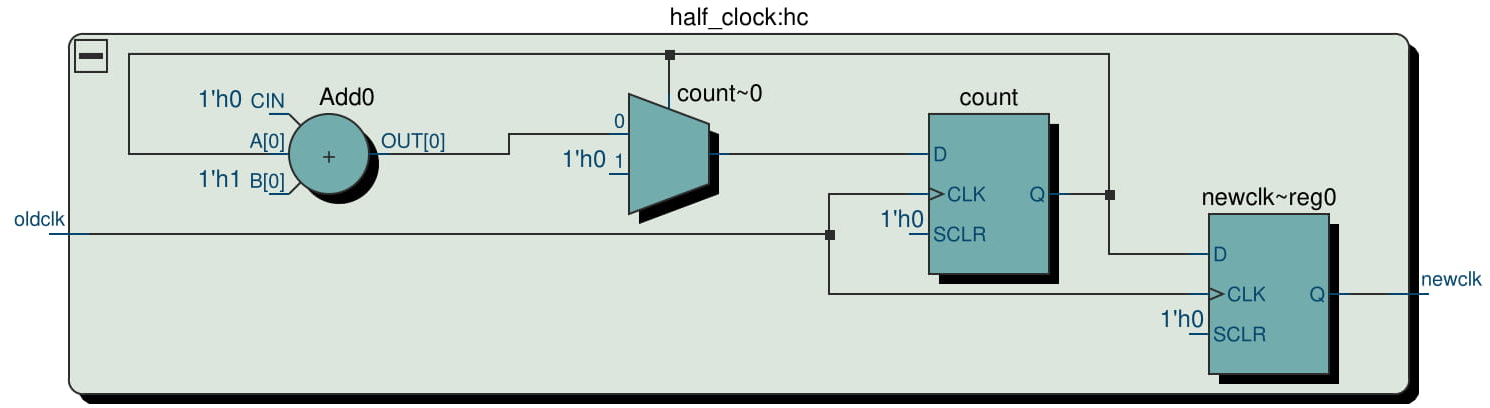 half_clock:hc
1'h0 CIN
Add0
A[0]
+
OUT[0]
1'h1 B[0]
count~0
0
1'h0 1
count
D
CLK
Q
1'h0
SCLR
oldclk
newclk~reg0
D
CLK
Q
1'h0
SCLR
newclk